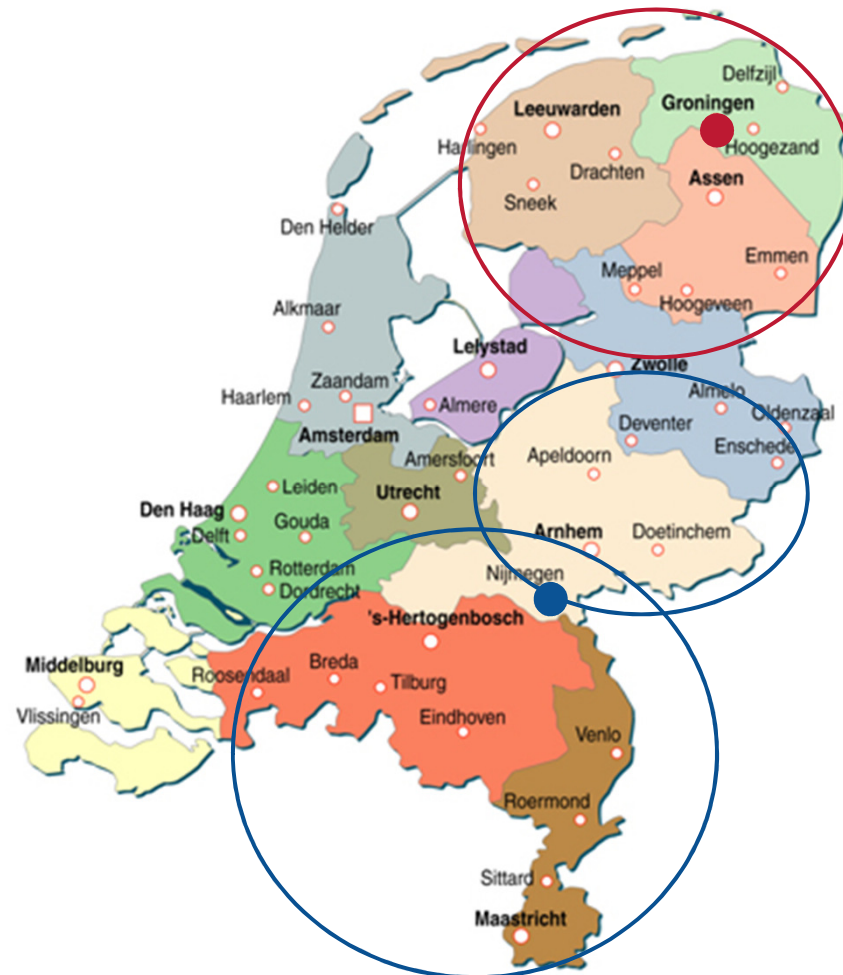 Delfzijl
Groningen
Leeuwarden
Harlingen
Hoogezand
Drachten
Assen
Sneek
Den Helder
Emmen
Meppel
Hoogeveen
Alkmaar
Lelystad
Zwolle
Zaandam
Almelo
Haarlem
Almere
Oldenzaal
Deventer
Amsterdam
Enschede
Apeldoorn
Amersfoort
Leiden
Utrecht
Den Haag
Gouda
Arnhem
Doetinchem
Delft
Rotterdam
Nijmegen
Dordrecht
's-Hertogenbosch
Middelburg
Breda
Roosendaal
Tilburg
Vlissingen
Eindhoven
Venlo
Roermond
Sittard
Maastricht